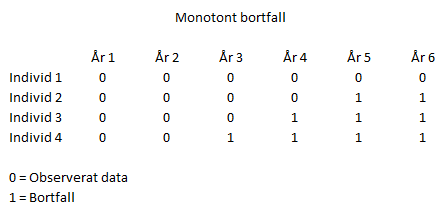 Monotont bortfall
År 1 År 2 År 3 År 4 År 5 År 6
Individ 1 0 0 0 0 0 0
Individ 2 0 0 0 0 1 1
Individ 3 0 0 0 1 1 1
Individ 4 0 0 1 1 1 1
0 = Observerat data
1 = Bortfall